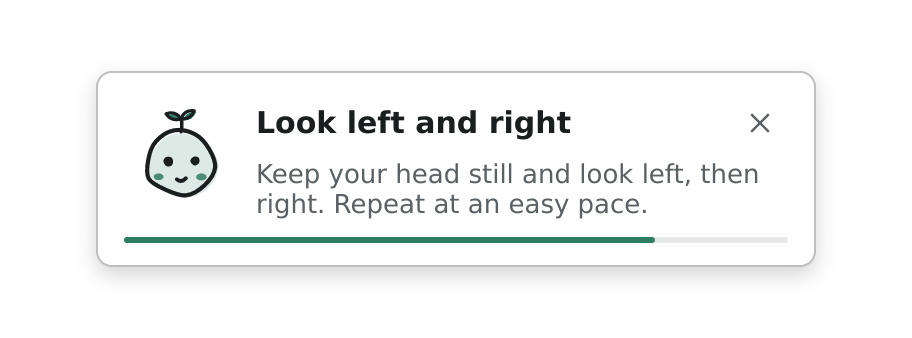 Look left and right
Keep your head still and look left, then
right. Repeat at an easy pace.